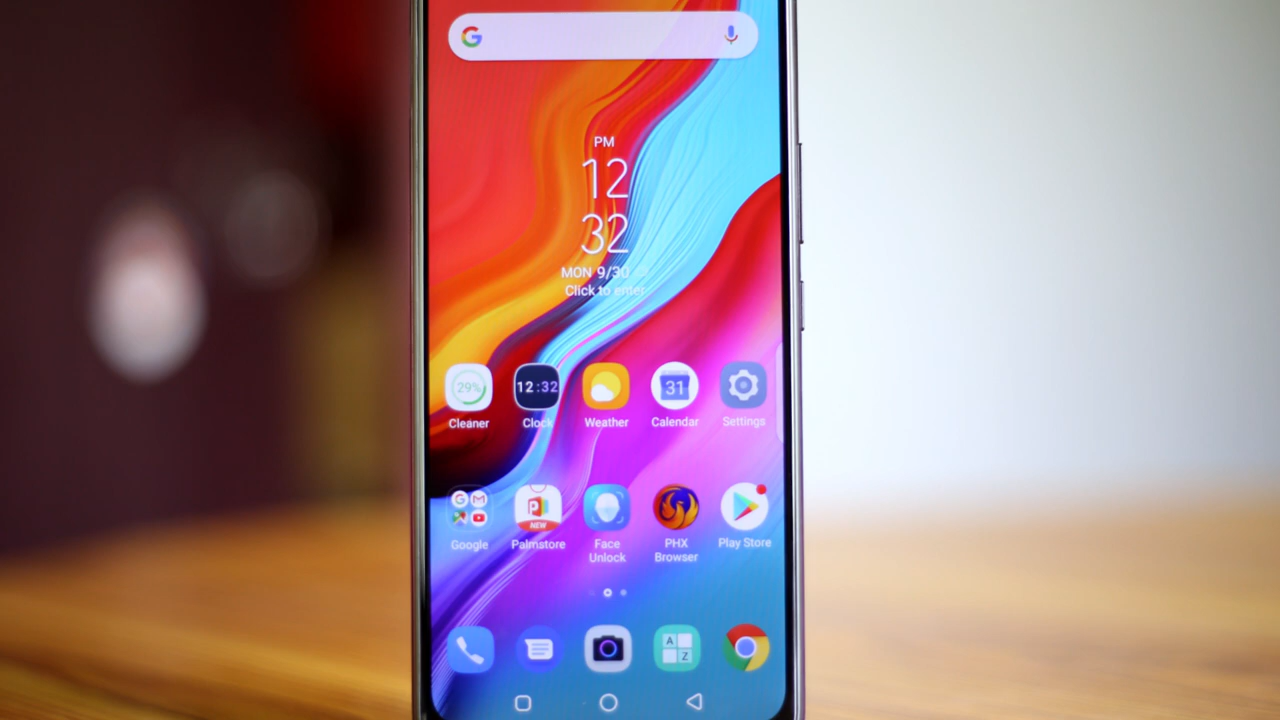 G
PM
12
32
MON 9/30
Click to enter
29%
12:32
31
Cleaner
Clock
Weather
Calendar
Settings
G M
P
NEW
Google
Palmstore
Face
Unlock
PHX
Browser
Play Store
A
Z